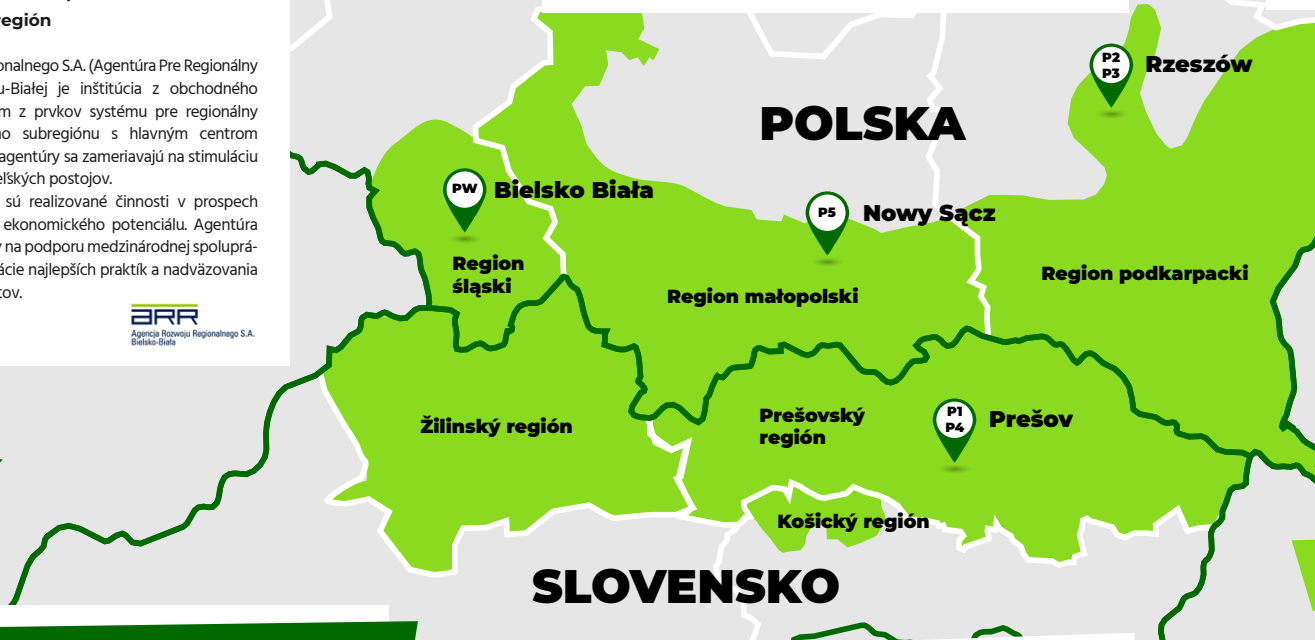 región
onalnego S.A. (Agentúra Pre Regionálny
u-Białej je inštitúcia z obchodného
m z prvkov systému pre regionálny
ho subregiónu s hlavným centrom
agentúry sa zameriavajú na stimuláciu
eľských postojov.
sú realizované činnosti v prospech
ekonomického potenciálu. Agentúra
y na podporu medzinárodnej spoluprá-
ácie najlepších praktík a nadväzovania
tov.
ARR
Agencja Rozwoju Regionalnego S.A.
Bielsko-Biała
P2
P3
Rzeszów
POLSKA
PW
Bielsko Biała
P5
Nowy Sącz
Region
śląski
Region podkarpacki
Region małopolski
Žilinský región
Prešovský
región
P1
P4
Prešov
Košický región
SLOVENSKO